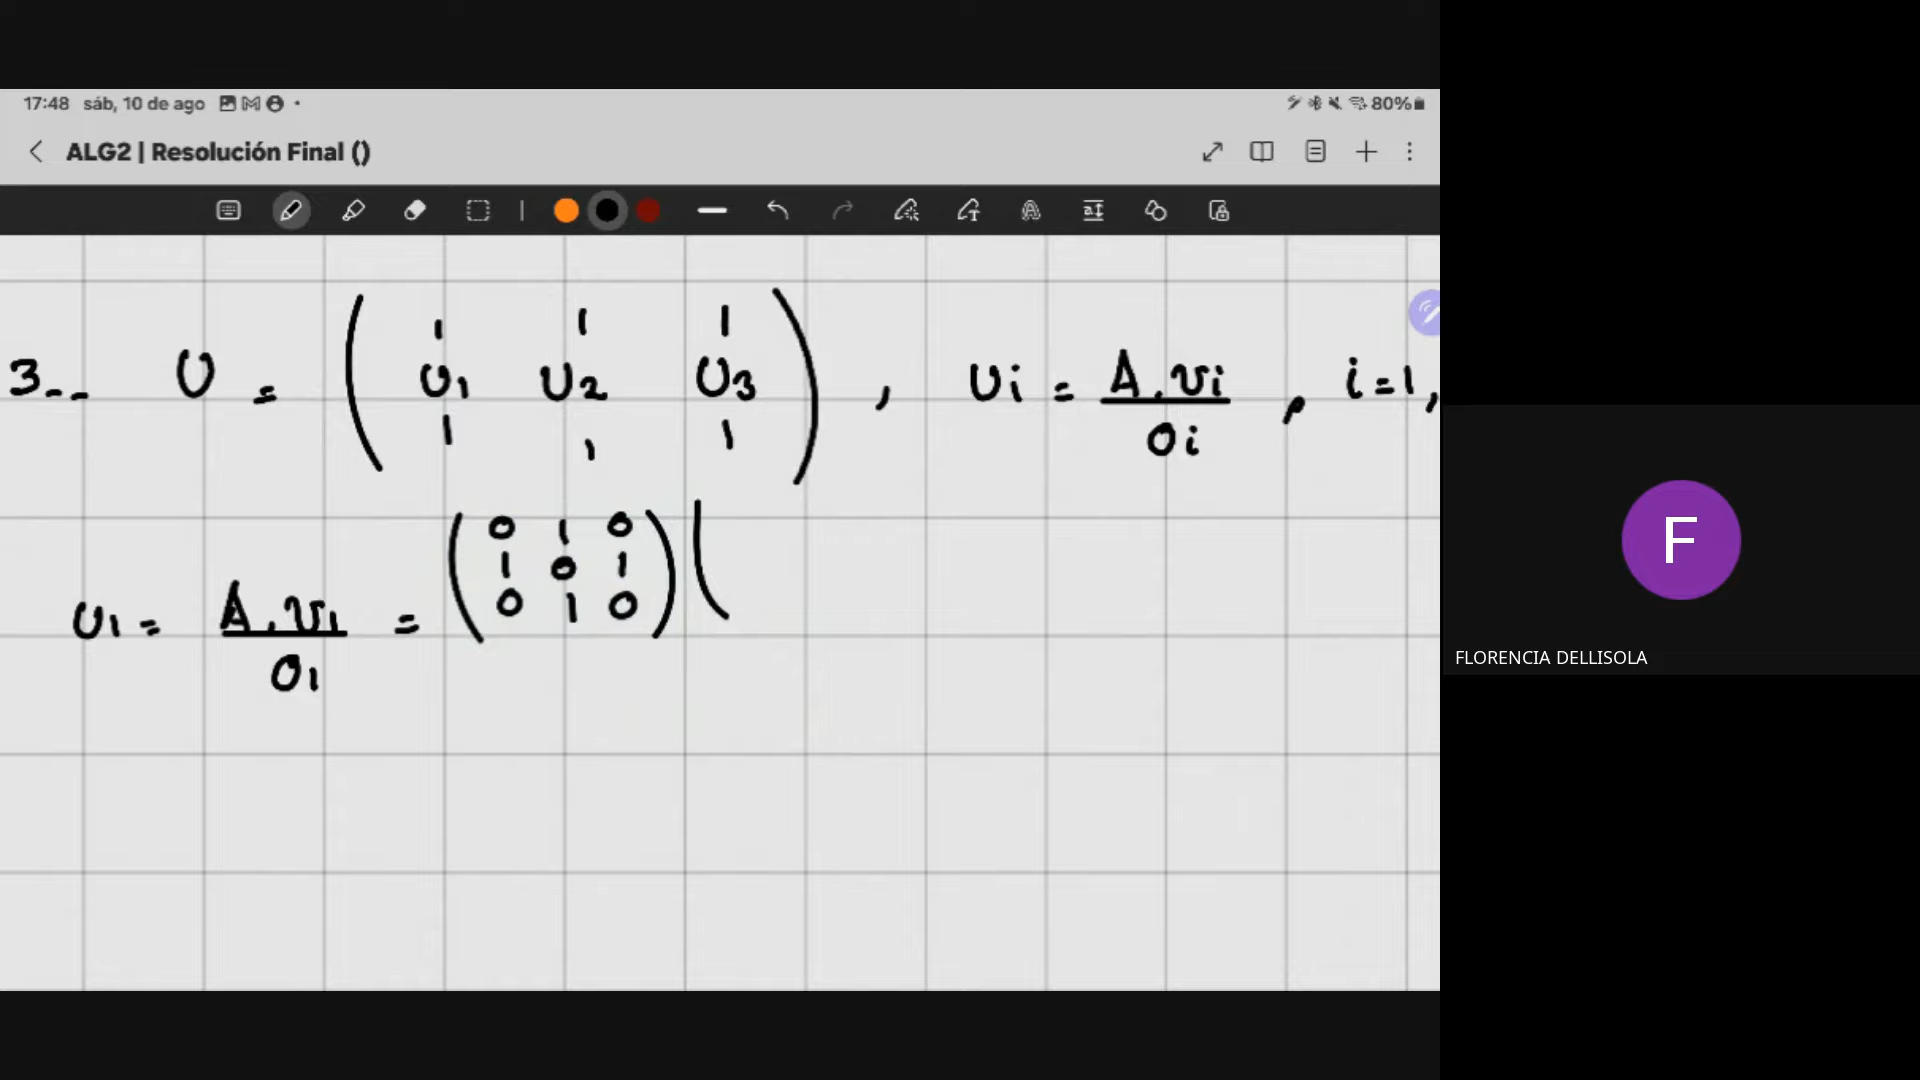 17:48 sáb, 10 de ago 80%
ALG2 | Resolución Final ()
3-- U = ( U1 U2 U3 ) , Ui = A.vi / σi , i=1,
U1 = A.v1 / σ1 = ( 0 1 0
1 0 1
0 1 0 ) (
F
FLORENCIA DELLISOLA